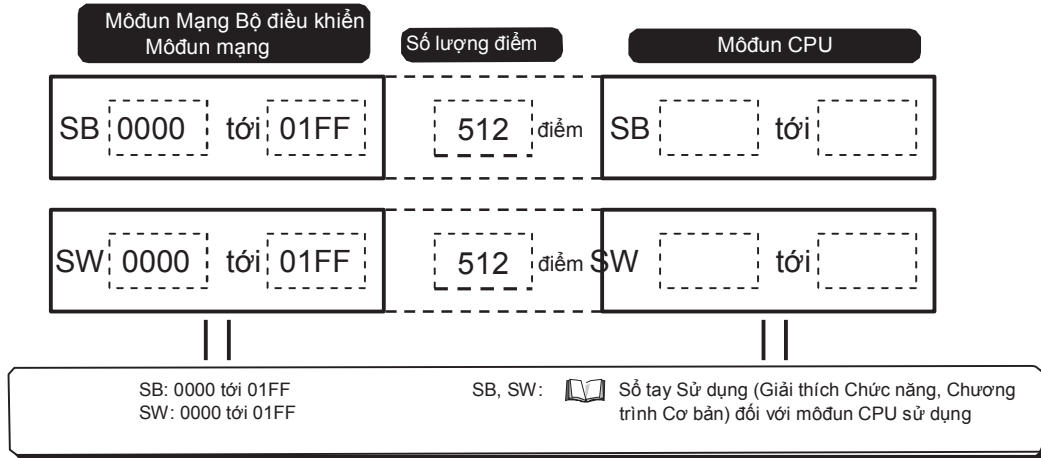 Môđun Mạng Bộ điều khiển
Môđun mạng
Số lượng điểm
Môđun CPU
SB 0000 tới 01FF 512 điểm SB tới
SW 0000 tới 01FF 512 điểm SW tới
SB: 0000 tới 01FF
SW: 0000 tới 01FF
SB, SW: Sổ tay Sử dụng (Giải thích Chức năng, Chương
trình Cơ bản) đối với môđun CPU sử dụng